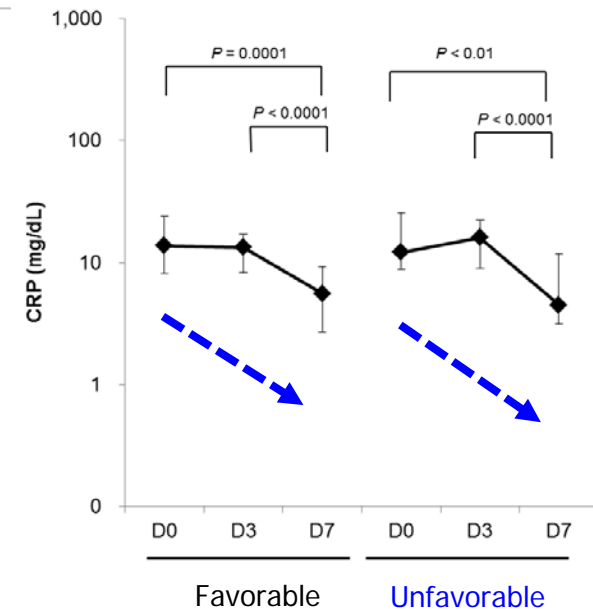 1,000
P = 0.0001
P < 0.01
P < 0.0001
P < 0.0001
100
CRP (mg/dL)
10
1
0
D0 D3 D7 D0 D3 D7
Favorable Unfavorable